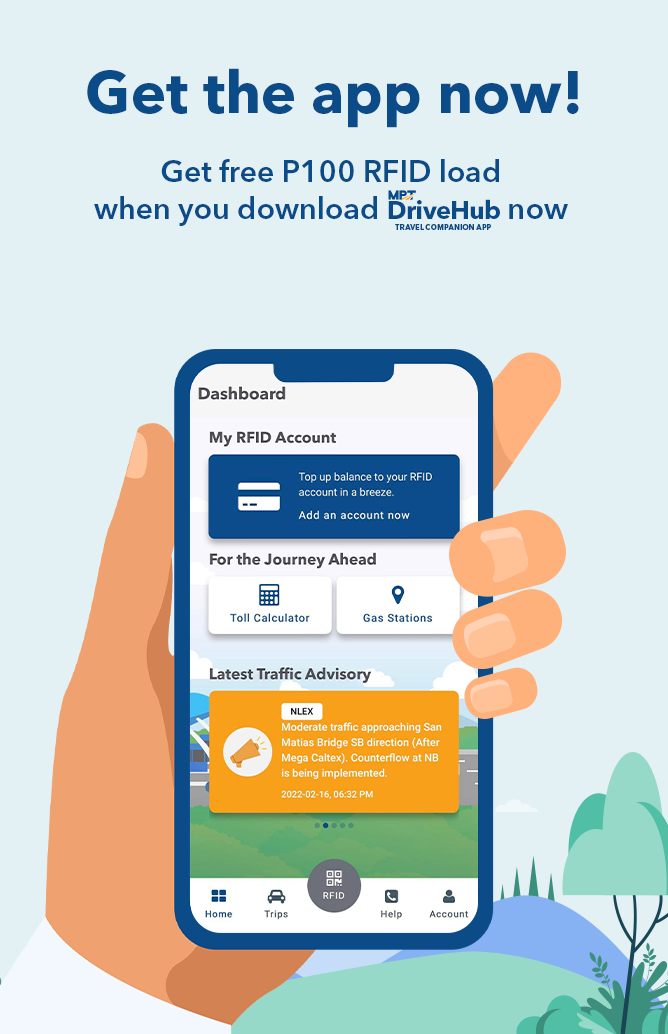 Get the app now!
Get free P100 RFID load
when you download MPT DriveHub now
TRAVEL COMPANION APP
Dashboard
My RFID Account
Top up balance to your RFID
account in a breeze.
Add an account now
For the Journey Ahead
Toll Calculator
Gas Stations
Latest Traffic Advisory
NLEX
Moderate traffic approaching San
Matias Bridge SB direction (After
Mega Caltex). Counterflow at NB
is being implemented.
2022-02-16, 06:32 PM
Home
Trips
RFID
Help
Account